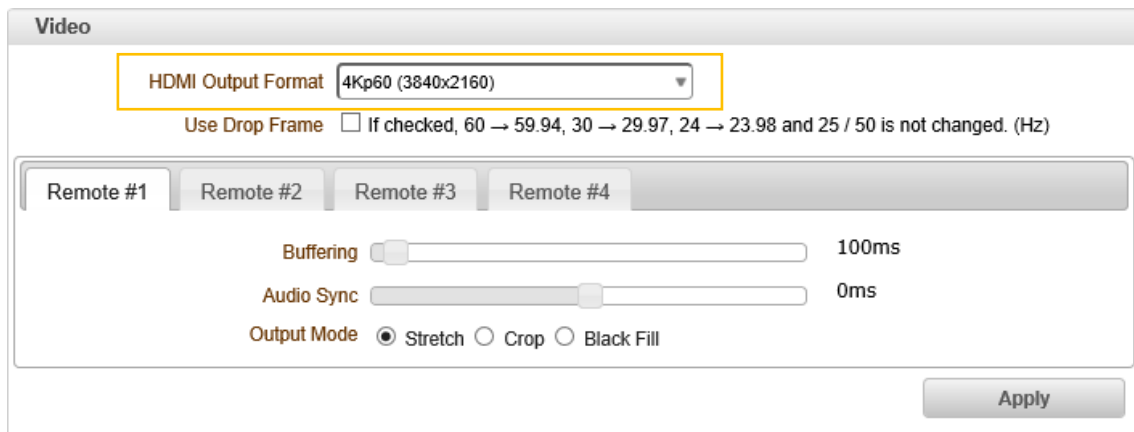 Video
HDMI Output Format 4Kp60 (3840x2160)
Use Drop Frame If checked, 60 → 59.94, 30 → 29.97, 24 → 23.98 and 25 / 50 is not changed. (Hz)
Remote #1 Remote #2 Remote #3 Remote #4
Buffering 100ms
Audio Sync 0ms
Output Mode Stretch Crop Black Fill
Apply